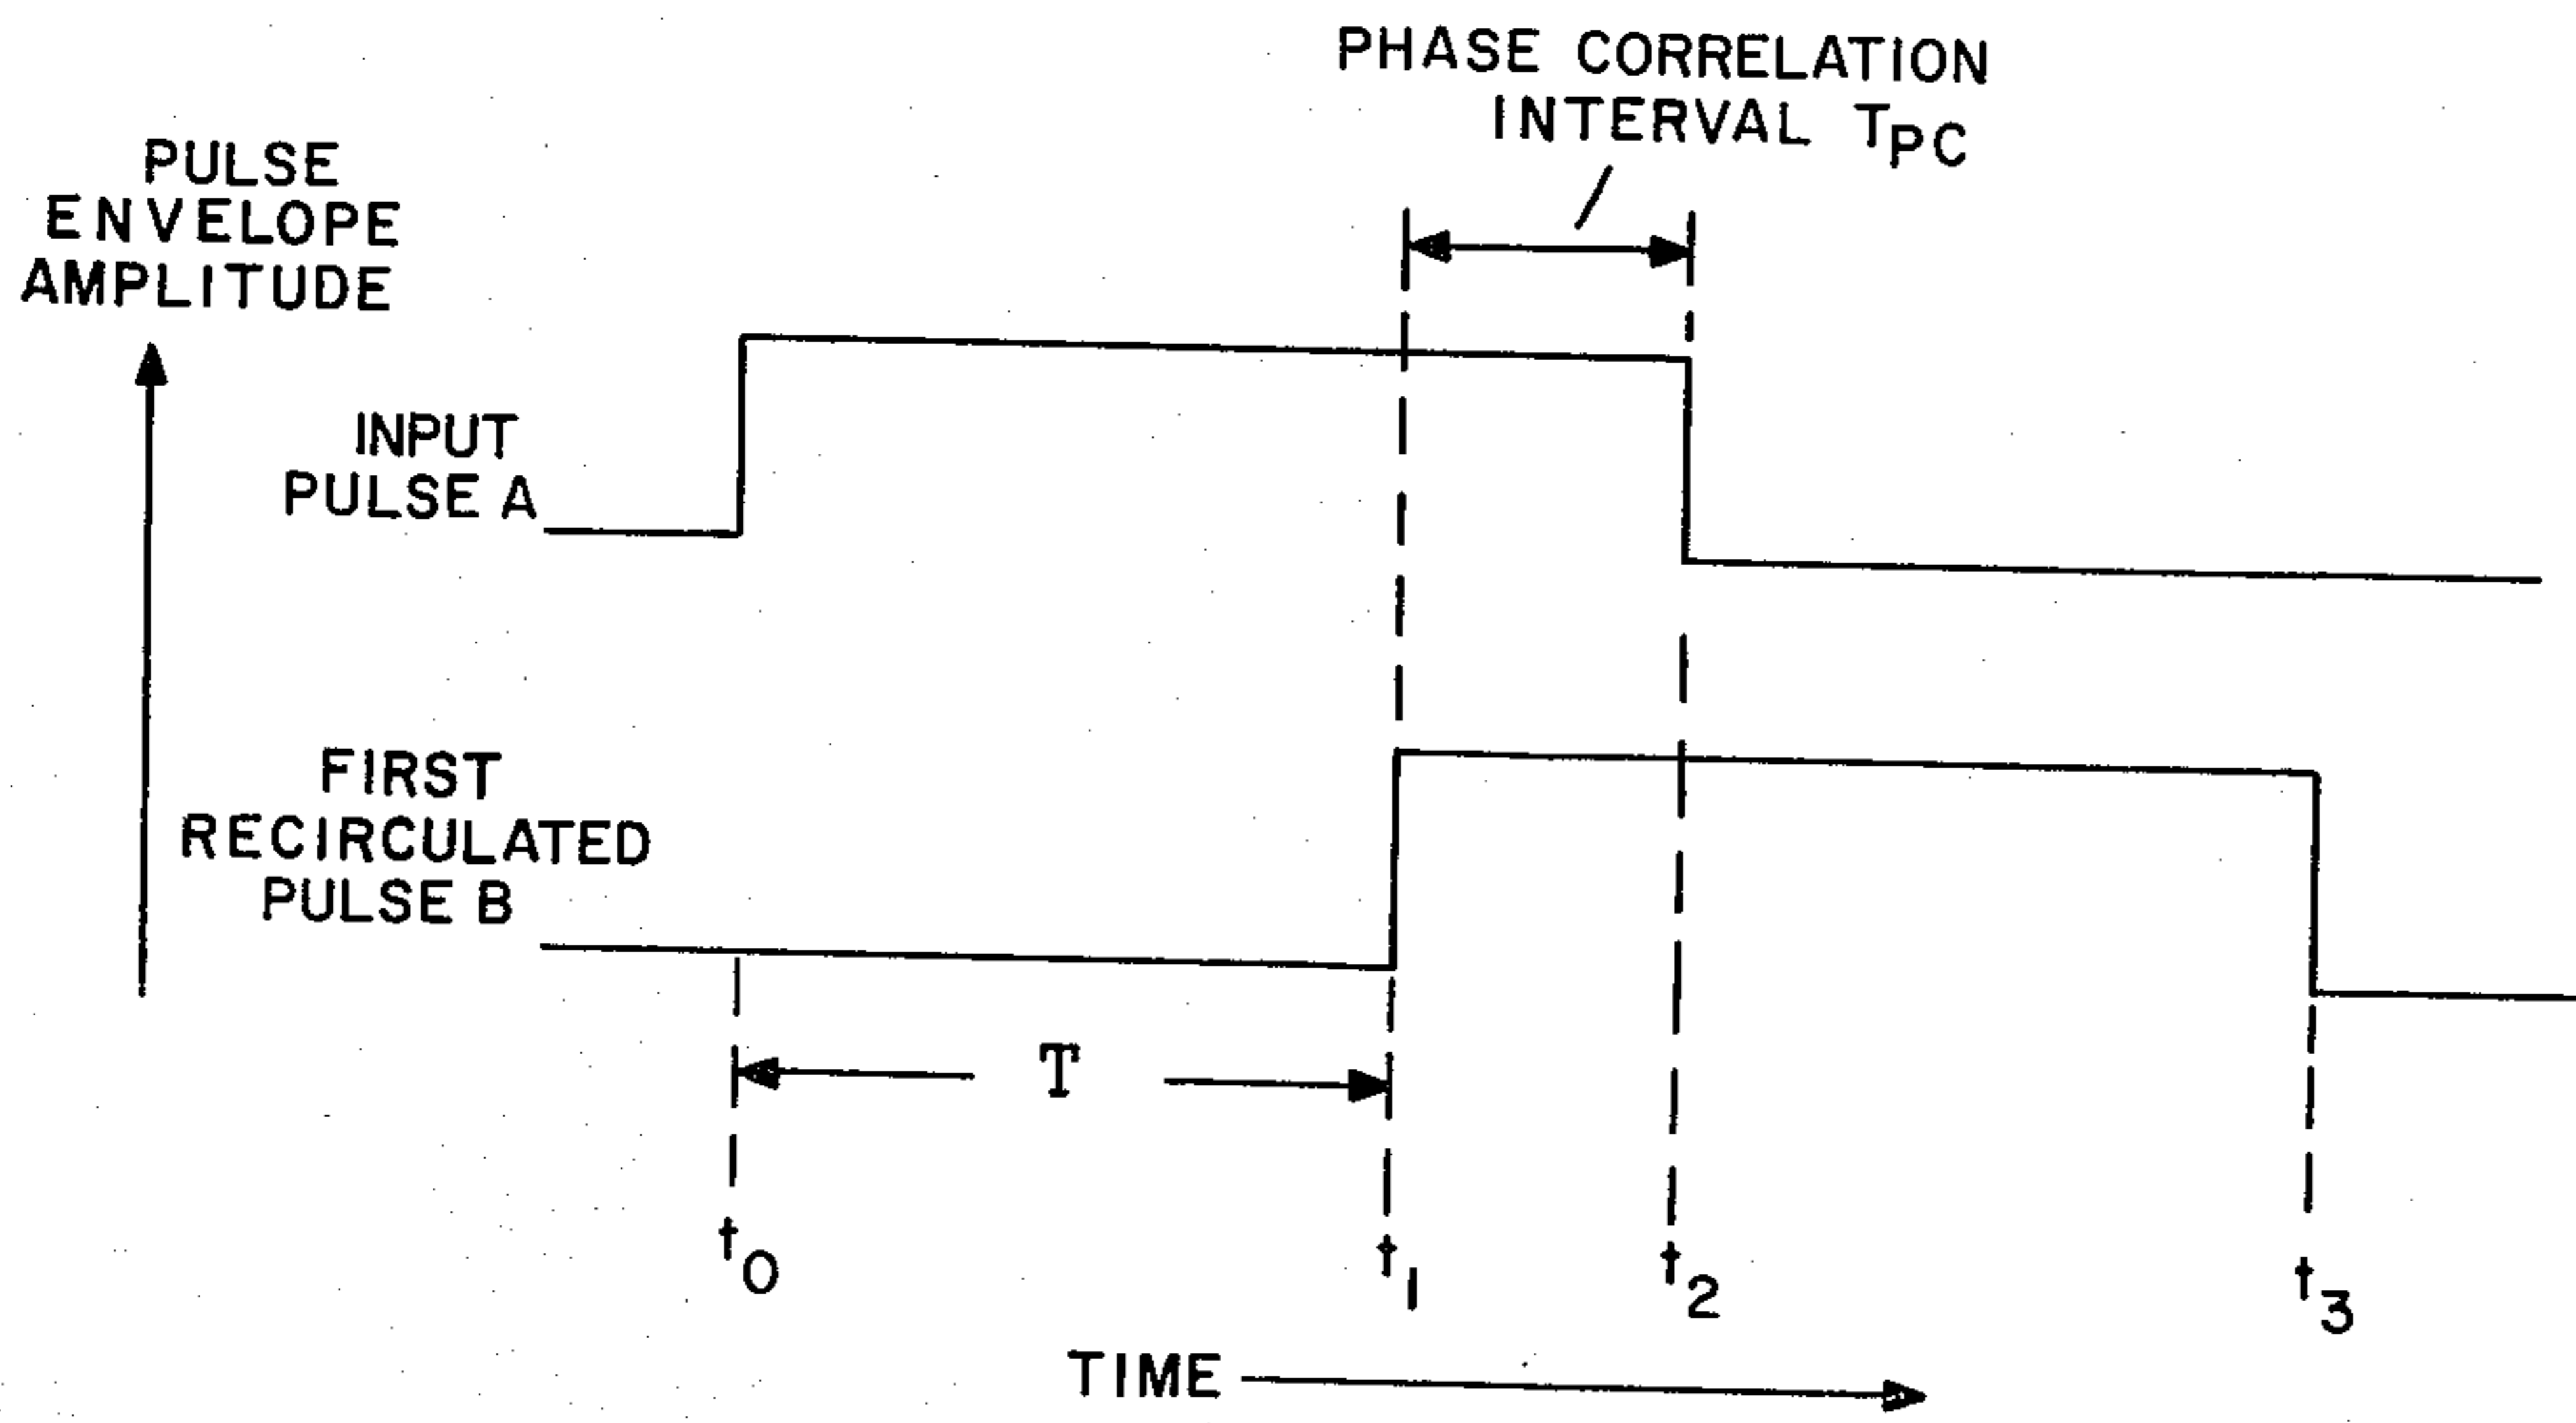 PHASE CORRELATION
INTERVAL TPC
PULSE
ENVELOPE
AMPLITUDE
INPUT
PULSE A
FIRST
RECIRCULATED
PULSE B
T
t0
t1
t2
t3
TIME